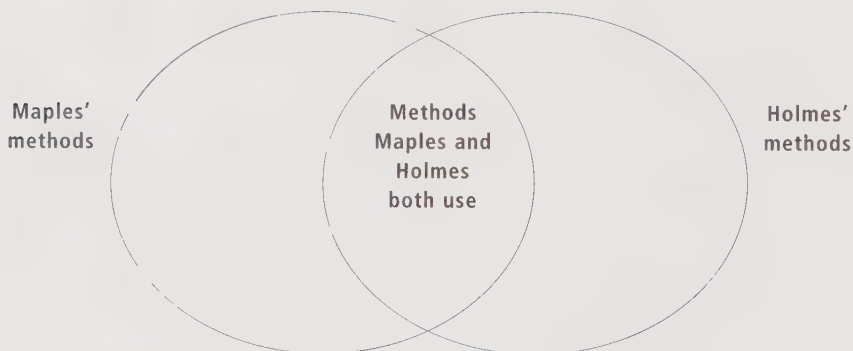 Maples’
methods
Methods
Maples and
Holmes
both use
Holmes’
methods